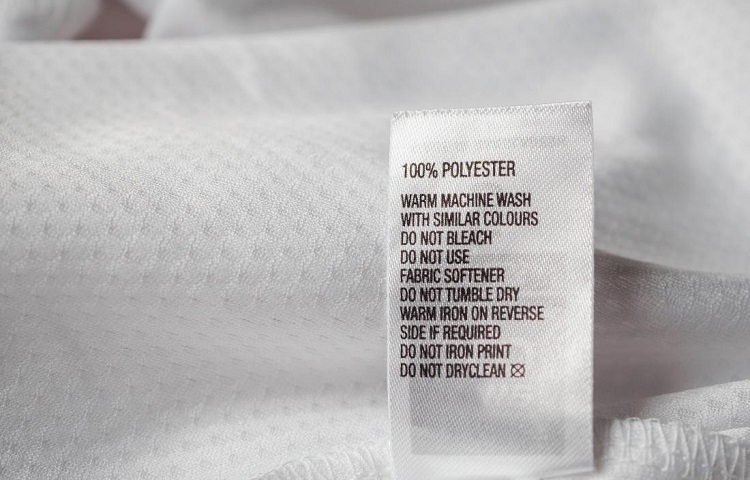 100% POLYESTER
WARM MACHINE WASH
WITH SIMILAR COLOURS
DO NOT BLEACH
DO NOT USE
FABRIC SOFTENER
DO NOT TUMBLE DRY
WARM IRON ON REVERSE
SIDE IF REQUIRED
DO NOT IRON PRINT
DO NOT DRYCLEAN